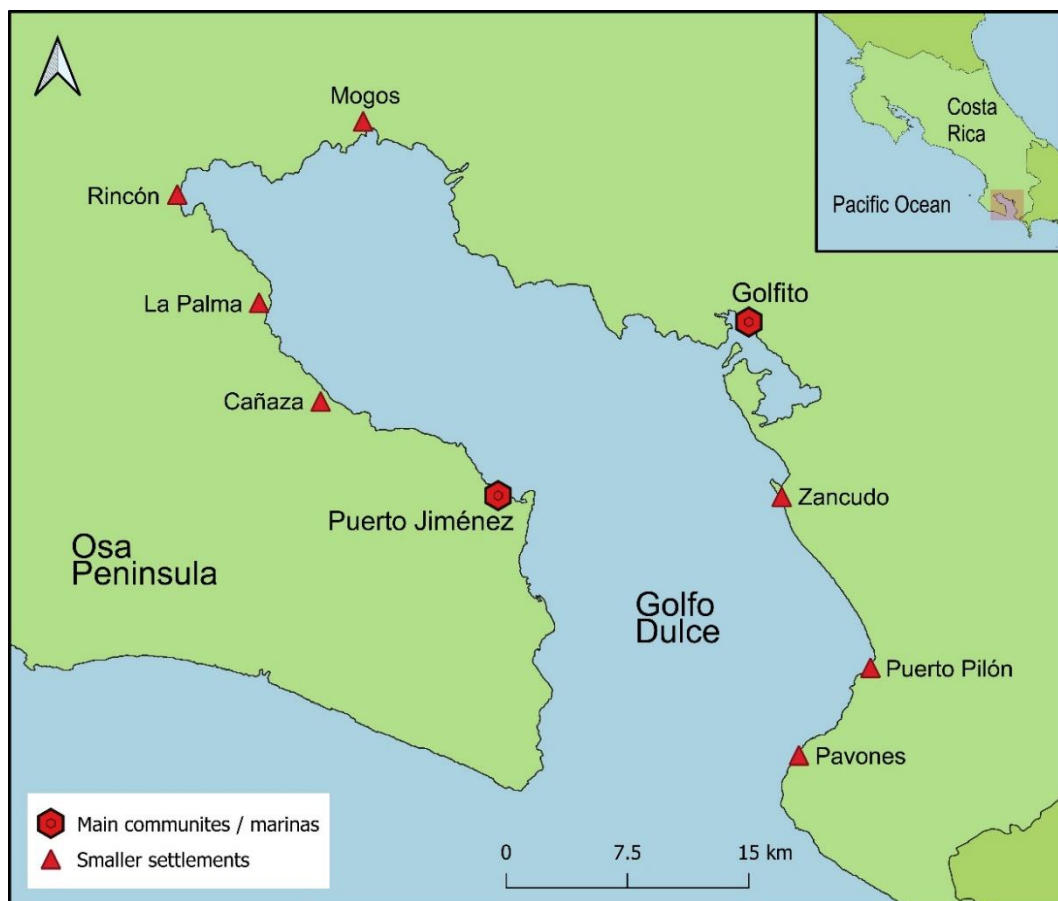 Mogos
Rincón
La Palma
Cañaza
Puerto Jiménez
Osa
Peninsula
Golfo
Dulce
Golfito
Zancudo
Puerto Pilón
Pavones
Costa
Rica
Pacific Ocean
Main communites / marinas
Smaller settlements
0 7.5 15 km